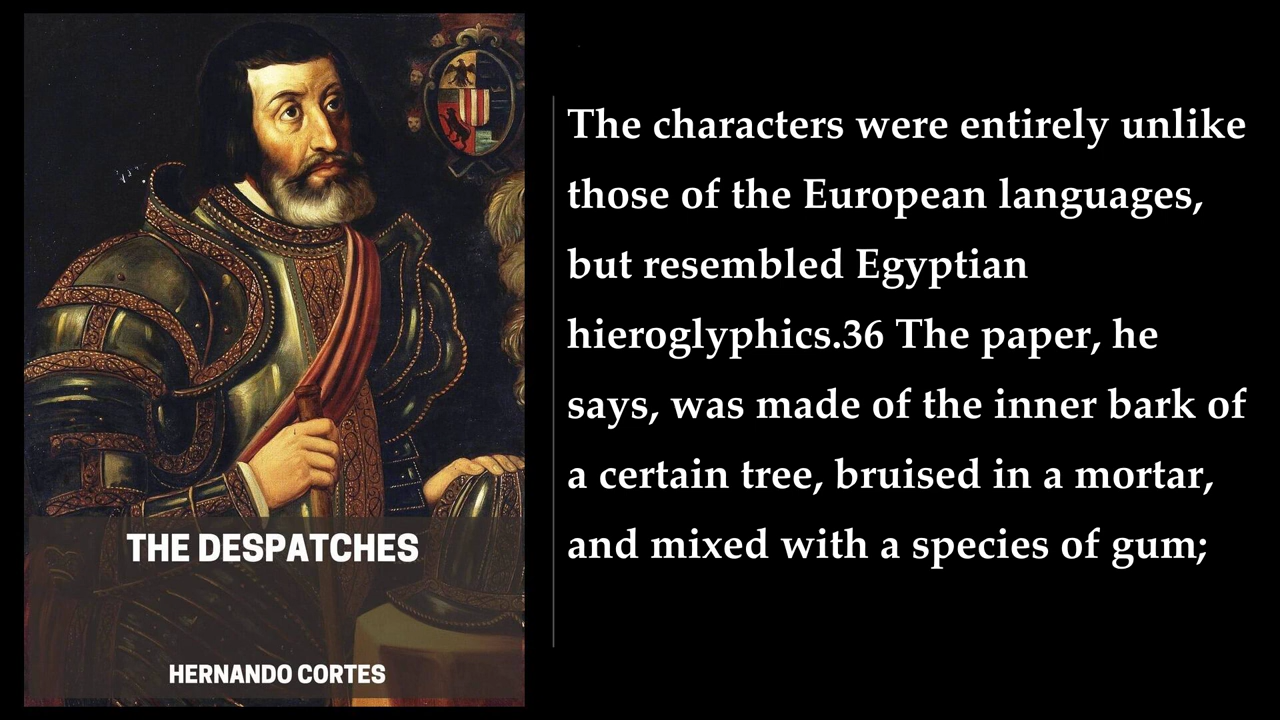 THE DESPATCHES
HERNANDO CORTES
The characters were entirely unlike
those of the European languages,
but resembled Egyptian
hieroglyphics.36 The paper, he
says, was made of the inner bark of
a certain tree, bruised in a mortar,
and mixed with a species of gum;